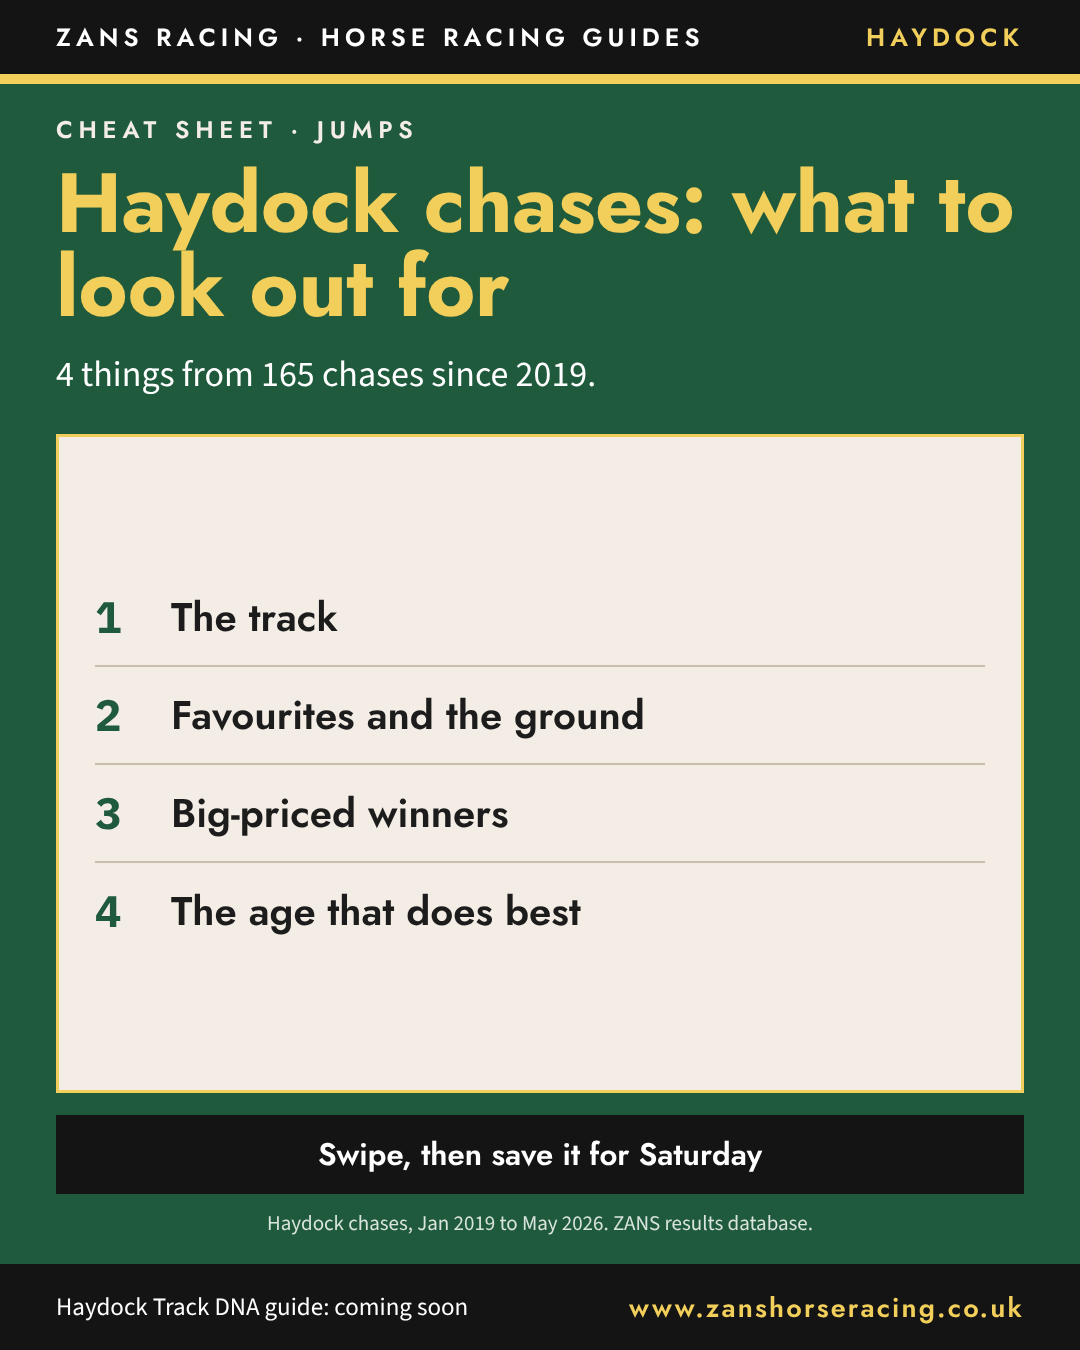 ZANS RACING · HORSE RACING GUIDES
HAYDOCK
CHEAT SHEET · JUMPS
Haydock chases: what to
look out for
4 things from 165 chases since 2019.
1 The track
2 Favourites and the ground
3 Big-priced winners
4 The age that does best
Swipe, then save it for Saturday
Haydock chases, Jan 2019 to May 2026. ZANS results database.
Haydock Track DNA guide: coming soon
www.zanshorseracing.co.uk